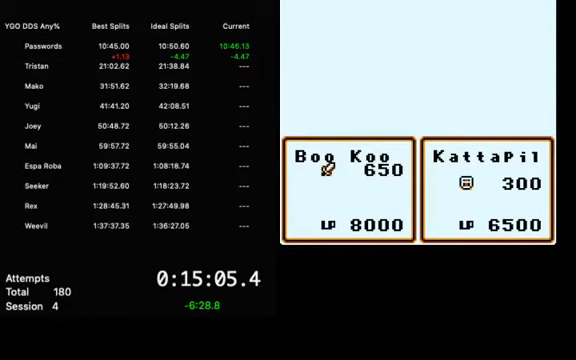 YGO DDS Any% Best Splits Ideal Splits Current
Passwords 10:45.00 10:50.60 10:46.13
+1.13 -4.47 -4.47
Tristan 21:02.62 21:38.84 ---
Mako 31:51.62 32:19.68 ---
Yugi 41:41.20 42:08.51 ---
Joey 50:48.72 50:12.26 ---
Mai 59:57.72 59:55.04 ---
Espa Roba 1:09:37.72 1:08:18.74 ---
Seeker 1:19:52.60 1:18:23.72 ---
Rex 1:28:45.31 1:27:49.98 ---
Weevil 1:37:37.35 1:36:27.05 ---
Attempts
Total 180
Session 4
0:15:05.4
-6:28.8
Boo Koo
650
LP 8000
KattaPil
300
LP 6500